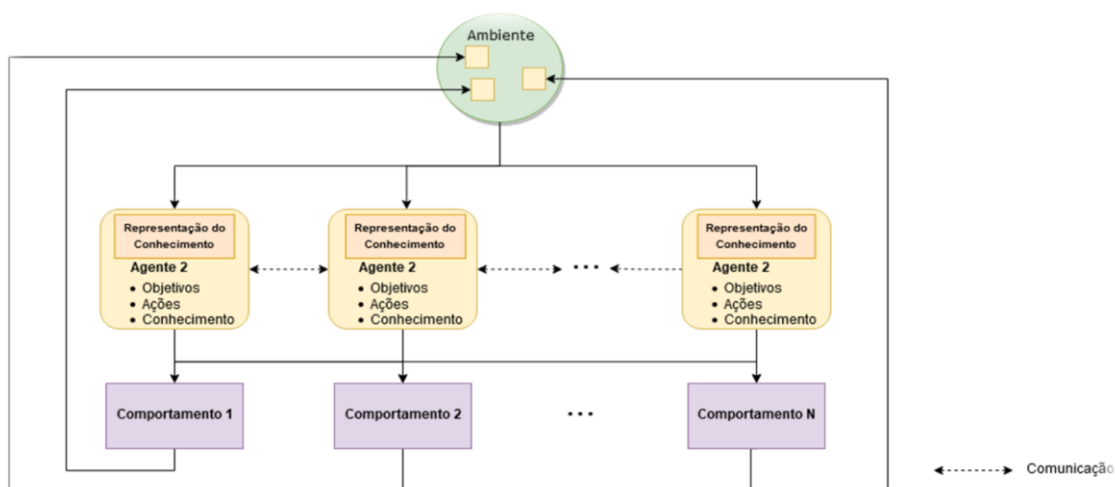 Ambiente
Representação do
Conhecimento
Agente 2
• Objetivos
• Ações
• Conhecimento
Representação do
Conhecimento
Agente 2
• Objetivos
• Ações
• Conhecimento
...
Representação do
Conhecimento
Agente 2
• Objetivos
• Ações
• Conhecimento
Comportamento 1
Comportamento 2
...
Comportamento N
Comunicação